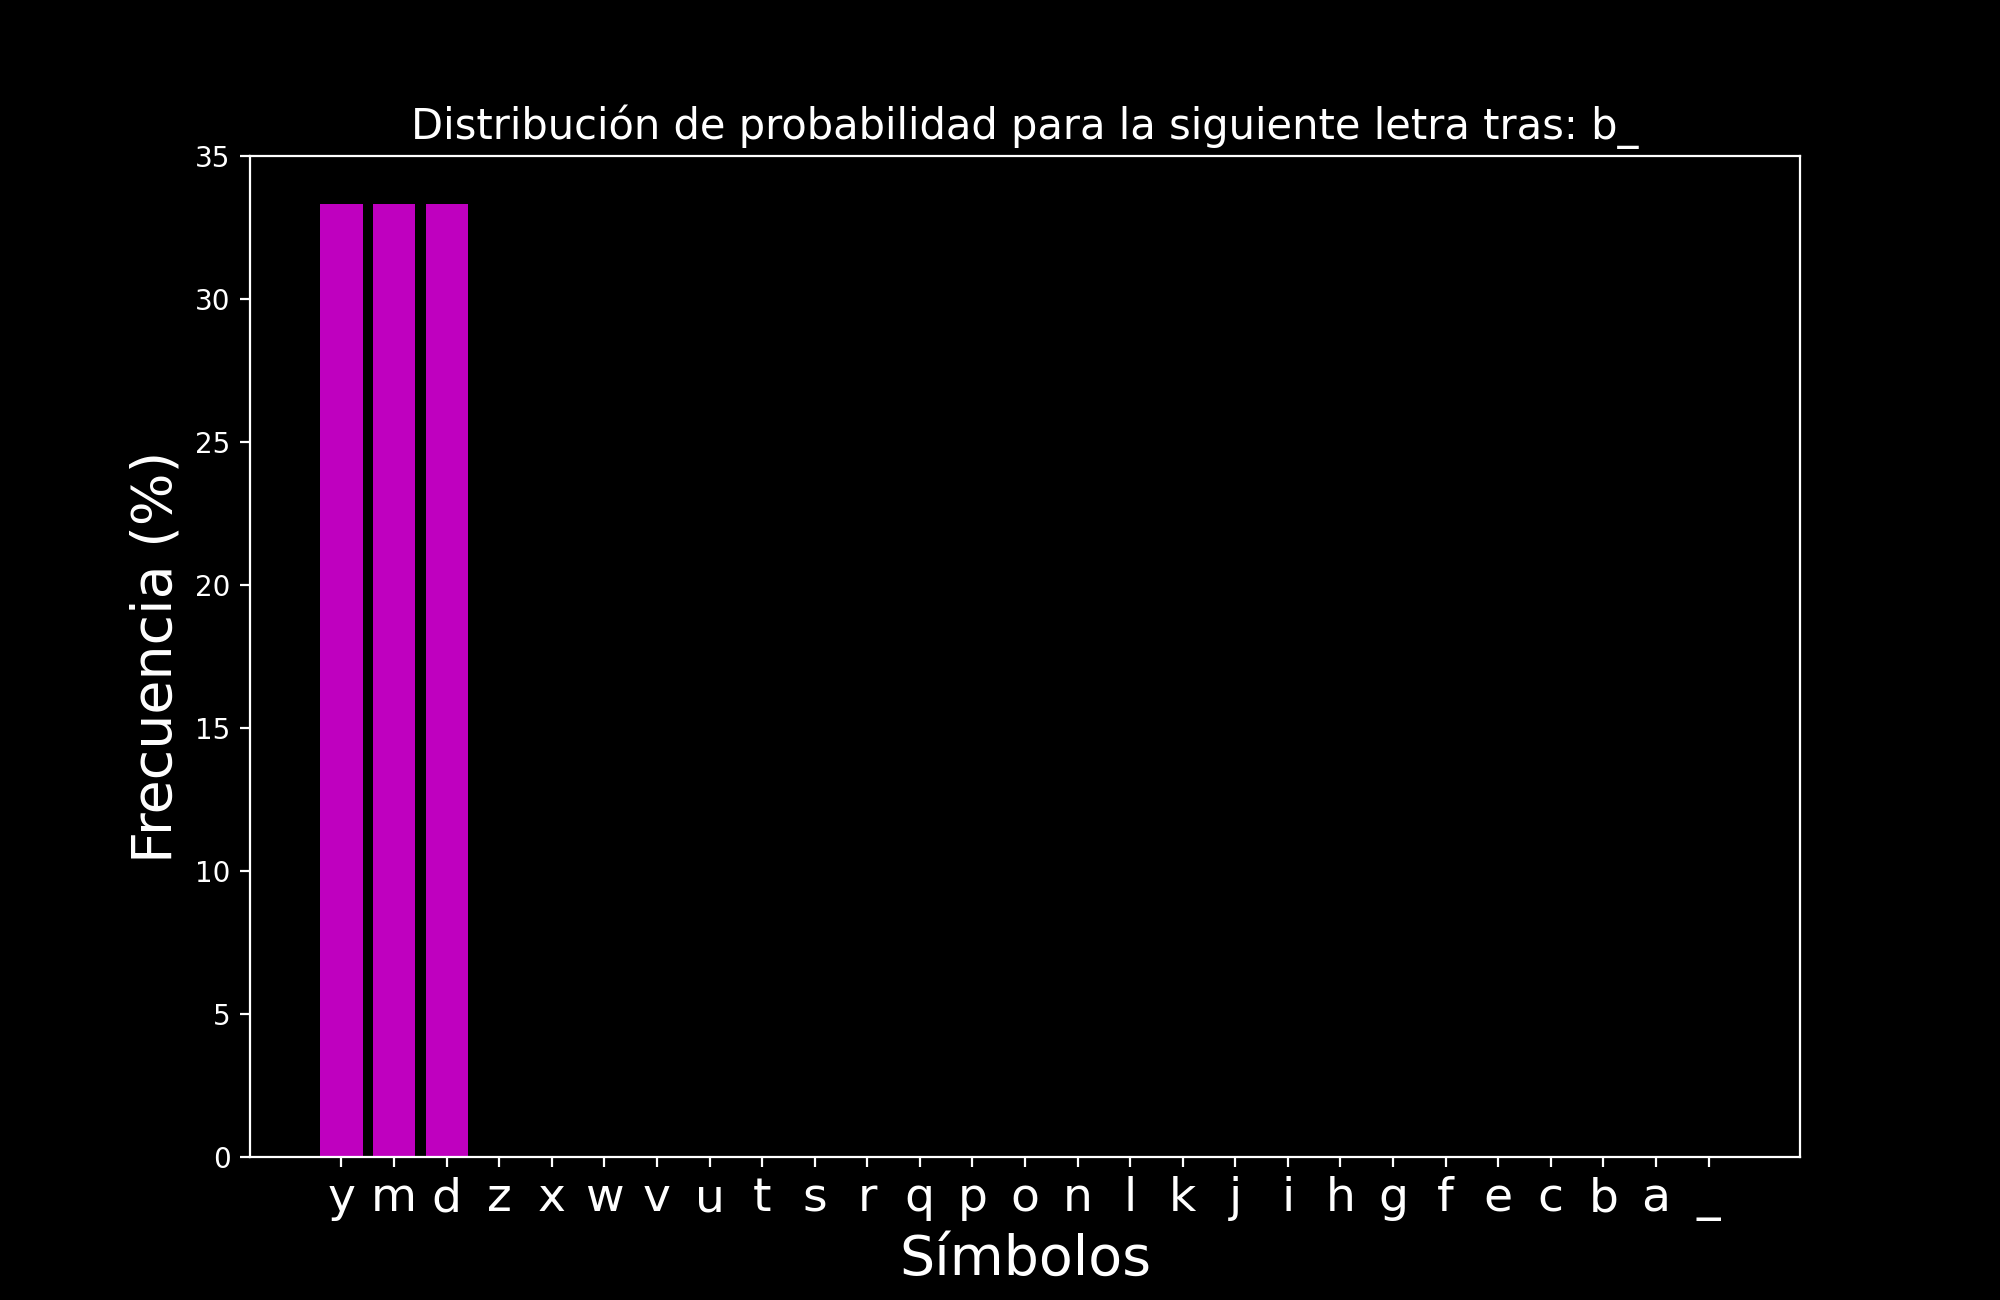 Distribución de probabilidad para la siguiente letra tras: b_
35
30
25
20
15
10
5
0
Frecuencia (%)
y m d z x w v u t s r q p o n l k j i h g f e c b a _
Símbolos